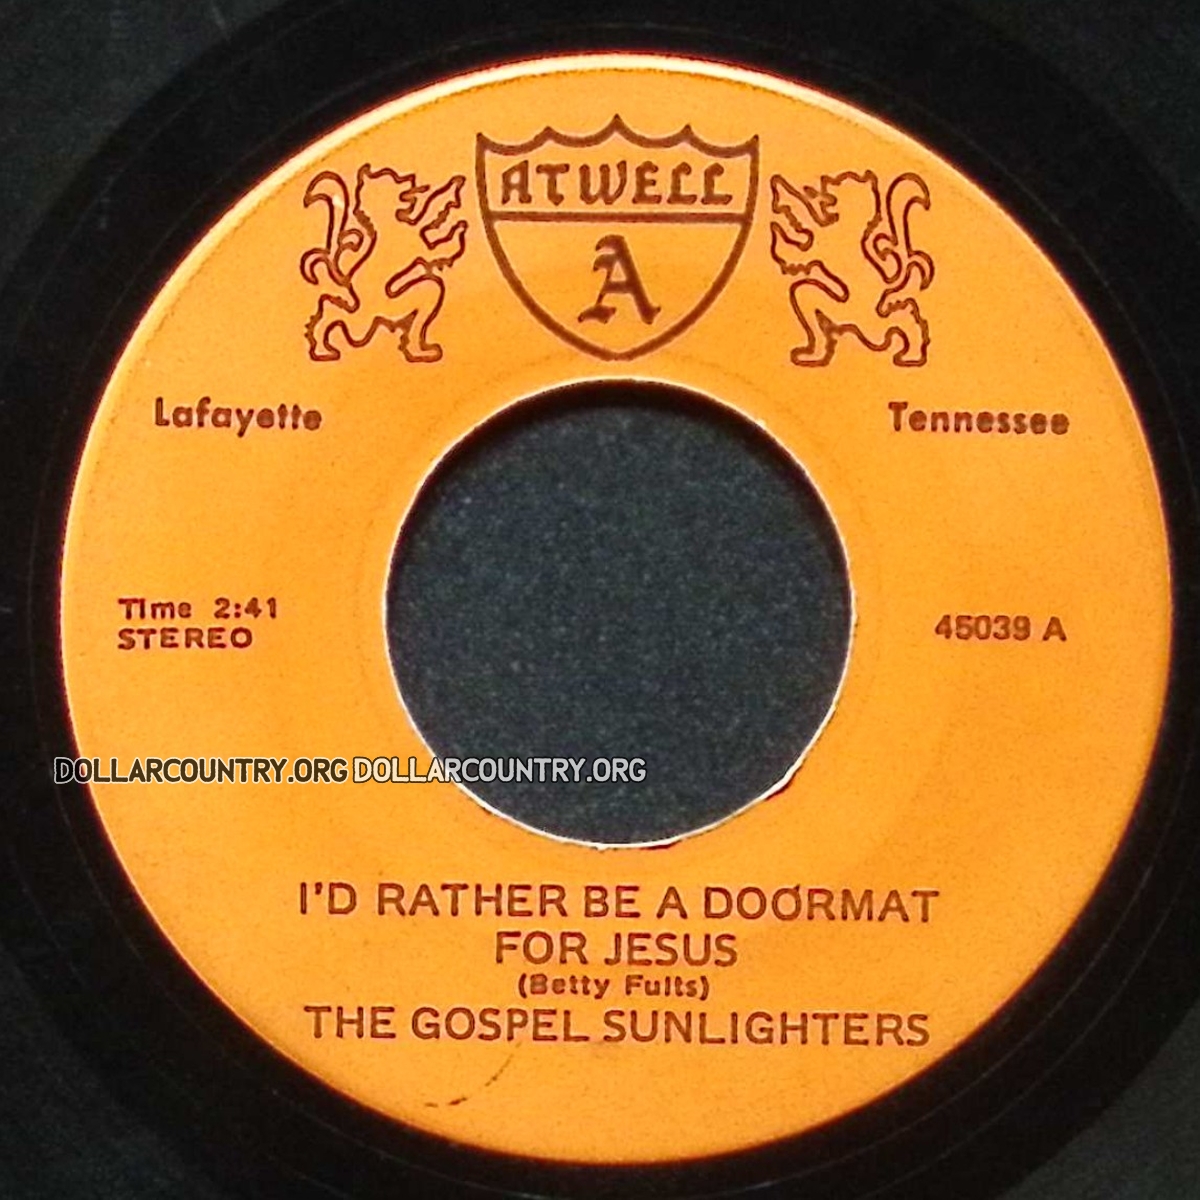 ATWELL
A
Lafayette
Tennessee
Time 2:41
STEREO
45039 A
DOLLARCOUNTRY.ORG DOLLARCOUNTRY.ORG
I'D RATHER BE A DOORMAT
FOR JESUS
(Betty Fults)
THE GOSPEL SUNLIGHTERS